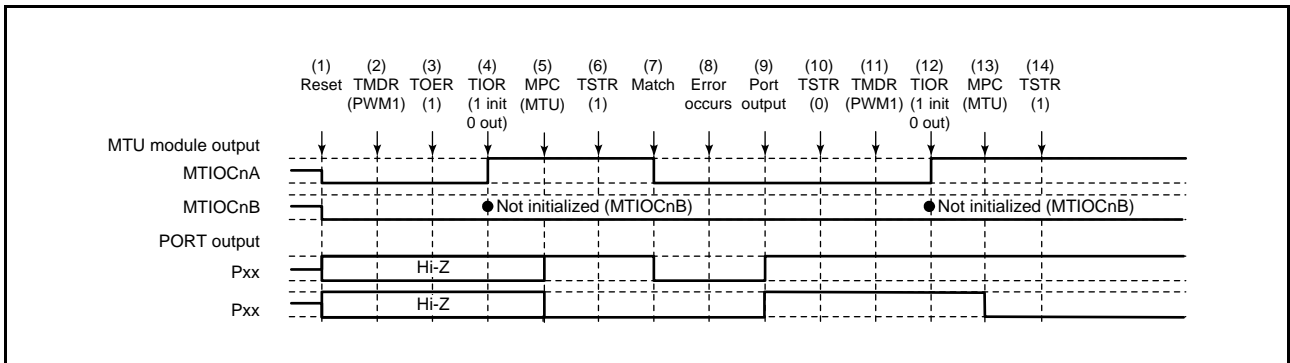 (1) (2) (3) (4) (5) (6) (7) (8) (9) (10) (11) (12) (13) (14)
Reset TMDR TOER TIOR MPC TSTR Match Error Port TSTR TMDR TIOR MPC TSTR
(PWM1) (1) (1 init (MTU) (1) occurs output (0) (PWM1) (1 init (MTU) (1)
0 out) 0 out)
MTU module output
MTIOCnA
MTIOCnB Not initialized (MTIOCnB) Not initialized (MTIOCnB)
PORT output
Pxx Hi-Z
Pxx Hi-Z